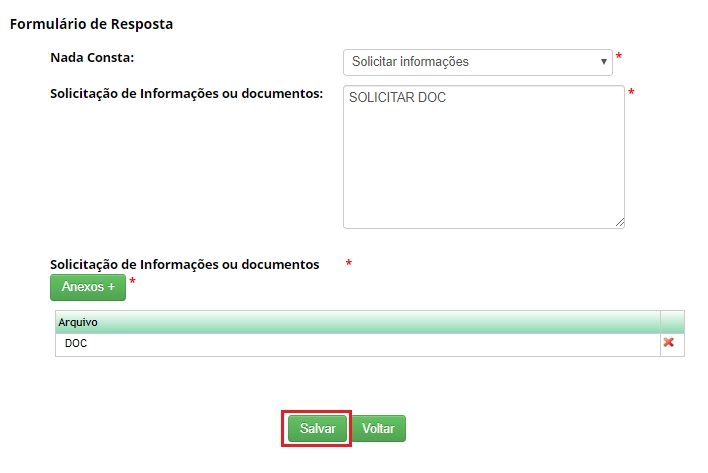 Formulário de Resposta
Nada Consta: Solicitar informações ▼ *
Solicitação de Informações ou documentos: SOLICITAR DOC *
Solicitação de Informações ou documentos *
Anexos + *
Arquivo
DOC
Salvar Voltar